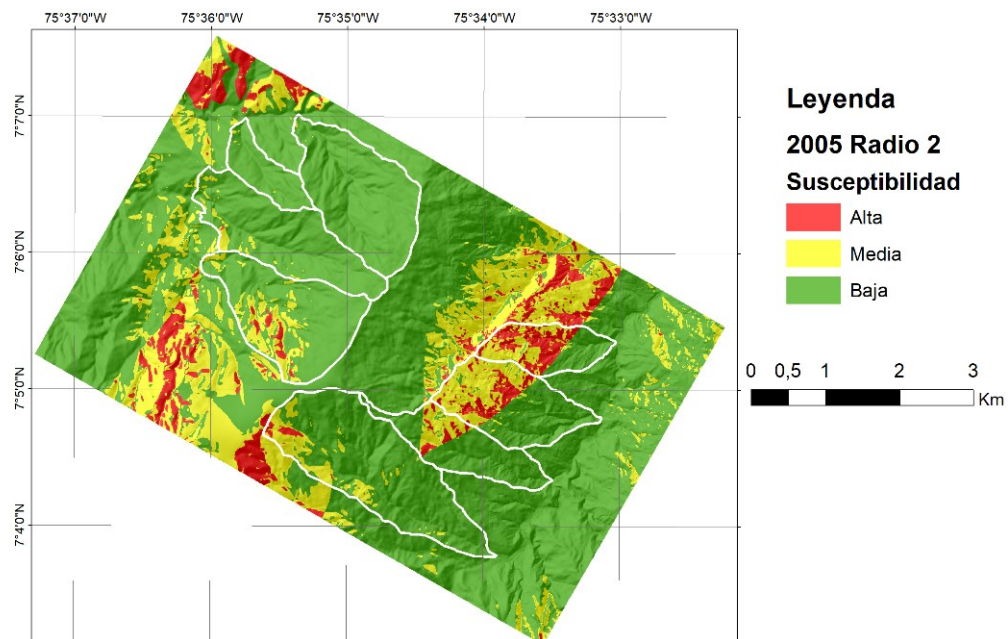 75°37'0"W 75°36'0"W 75°35'0"W 75°34'0"W 75°33'0"W
7°7'0"N
7°6'0"N
7°5'0"N
7°4'0"N
Leyenda
2005 Radio 2
Susceptibilidad
Alta
Media
Baja
0 0,5 1 2 3
Km